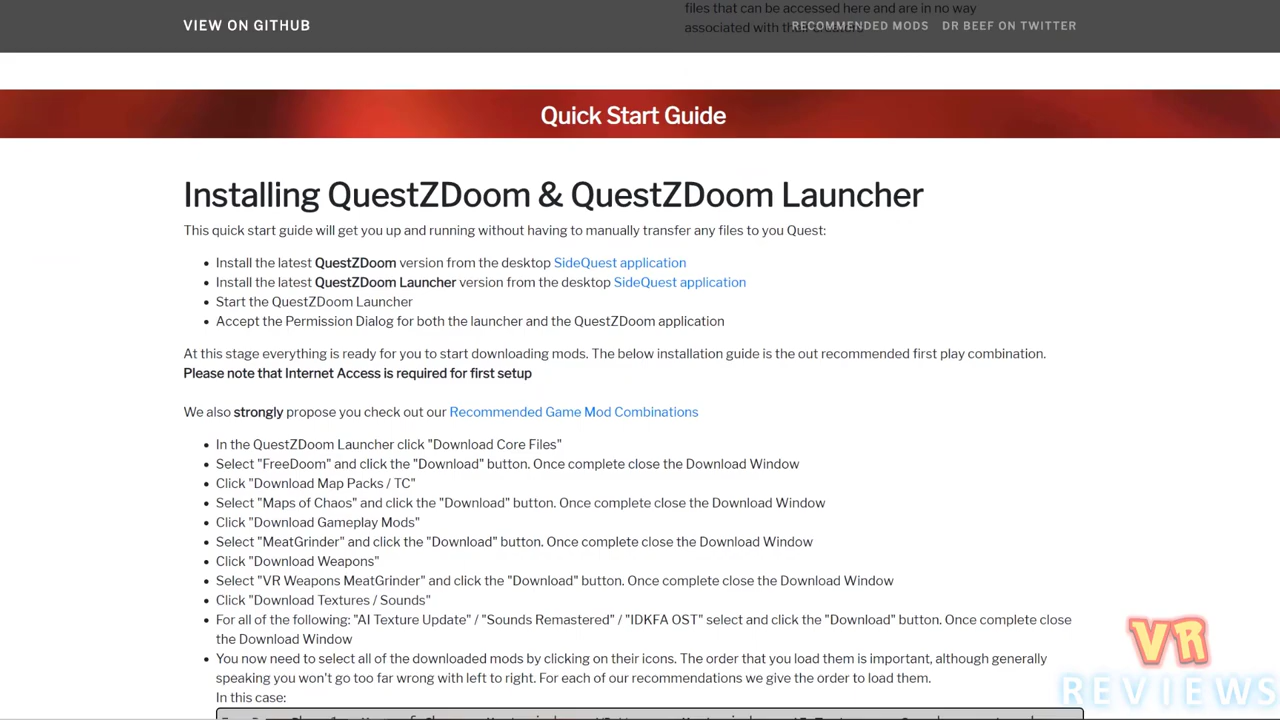 files that can be accessed here and are in no way
VIEW ON GITHUB
RECOMMENDED MODS
DR BEEF ON TWITTER
associated with their
Quick Start Guide
Installing QuestZDoom & QuestZDoom Launcher
This quick start guide will get you up and running without having to manually transfer any files to you Quest:
• Install the latest QuestZDoom version from the desktop SideQuest application
• Install the latest QuestZDoom Launcher version from the desktop SideQuest application
• Start the QuestZDoom Launcher
• Accept the Permission Dialog for both the launcher and the QuestZDoom application
At this stage everything is ready for you to start downloading mods. The below installation guide is the out recommended first play combination.
Please note that Internet Access is required for first setup
We also strongly propose you check out our Recommended Game Mod Combinations
• In the QuestZDoom Launcher click "Download Core Files"
• Select "FreeDoom" and click the "Download" button. Once complete close the Download Window
• Click "Download Map Packs / TC"
• Select "Maps of Chaos" and click the "Download" button. Once complete close the Download Window
• Click "Download Gameplay Mods"
• Select "MeatGrinder" and click the "Download" button. Once complete close the Download Window
• Click "Download Weapons"
• Select "VR Weapons MeatGrinder" and click the "Download" button. Once complete close the Download Window
• Click "Download Textures / Sounds"
• For all of the following: "AI Texture Update" / "Sounds Remastered" / "IDKFA OST" select and click the "Download" button. Once complete close
the Download Window
• You now need to select all of the downloaded mods by clicking on their icons. The order that you load them is important, although generally
speaking you won't go too far wrong with left to right. For each of our recommendations we give the order to load them.
In this case:
VR
REVIEWS